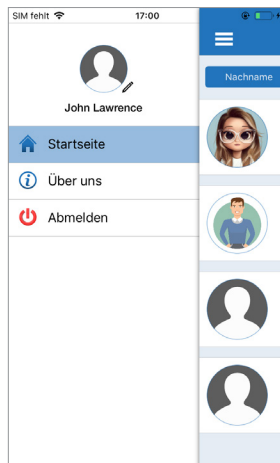 SIM fehlt 17:00
John Lawrence
Startseite
Über uns
Abmelden
Nachname